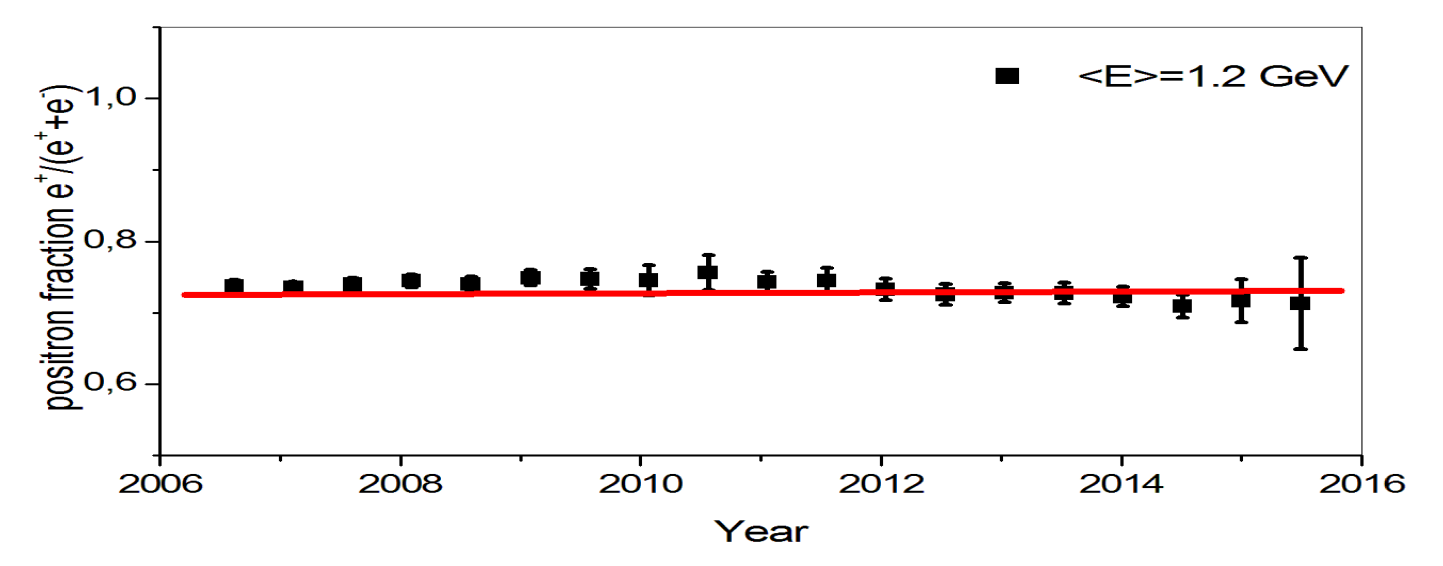 <E>=1.2 GeV
positron fraction e⁺/(e⁺+e⁻)
1,0
0,8
0,6
2006 2008 2010 2012 2014 2016
Year